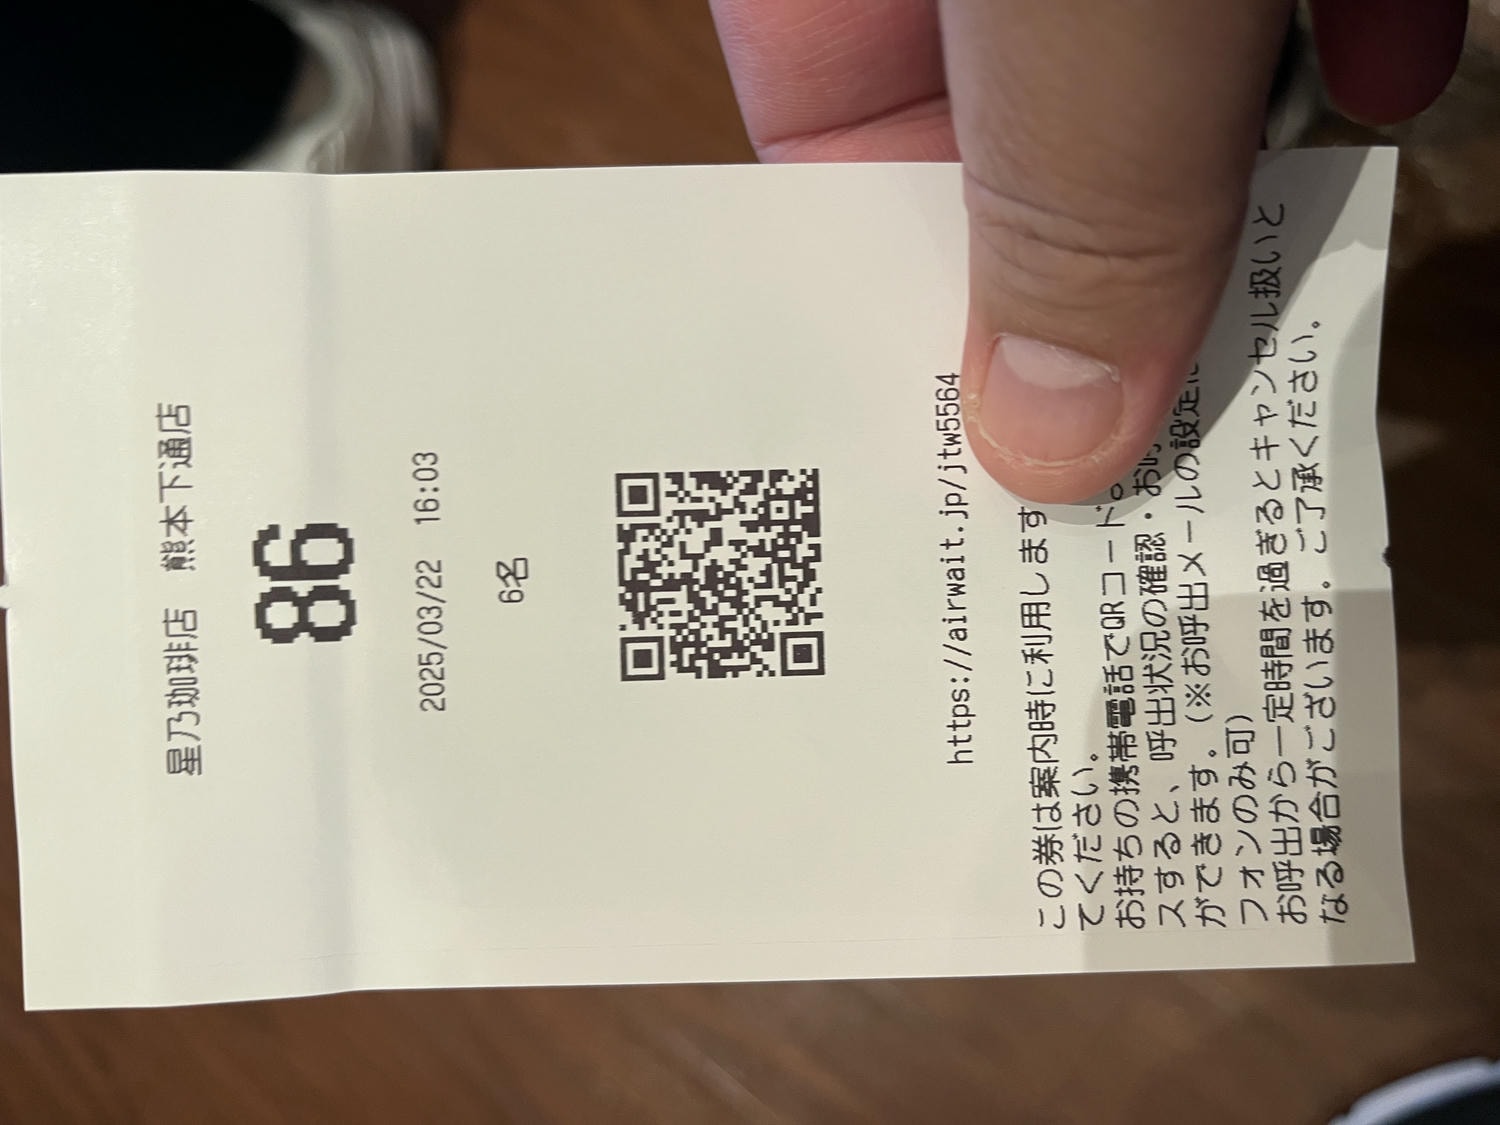 星乃珈琲店　熊本下通店
86
2025/03/22　16:03
6名
https://airwait.jp/jtw5564
この券は案内時に利用します
てください。
お持ちの携帯電話でQRコード。
スすると、呼出状況の確認・お呼
ができます。(※お呼出メールの設定に
フォンのみ可)
お呼出から一定時間を過ぎるとキャンセル扱いと
なる場合がございます。ご了承ください。